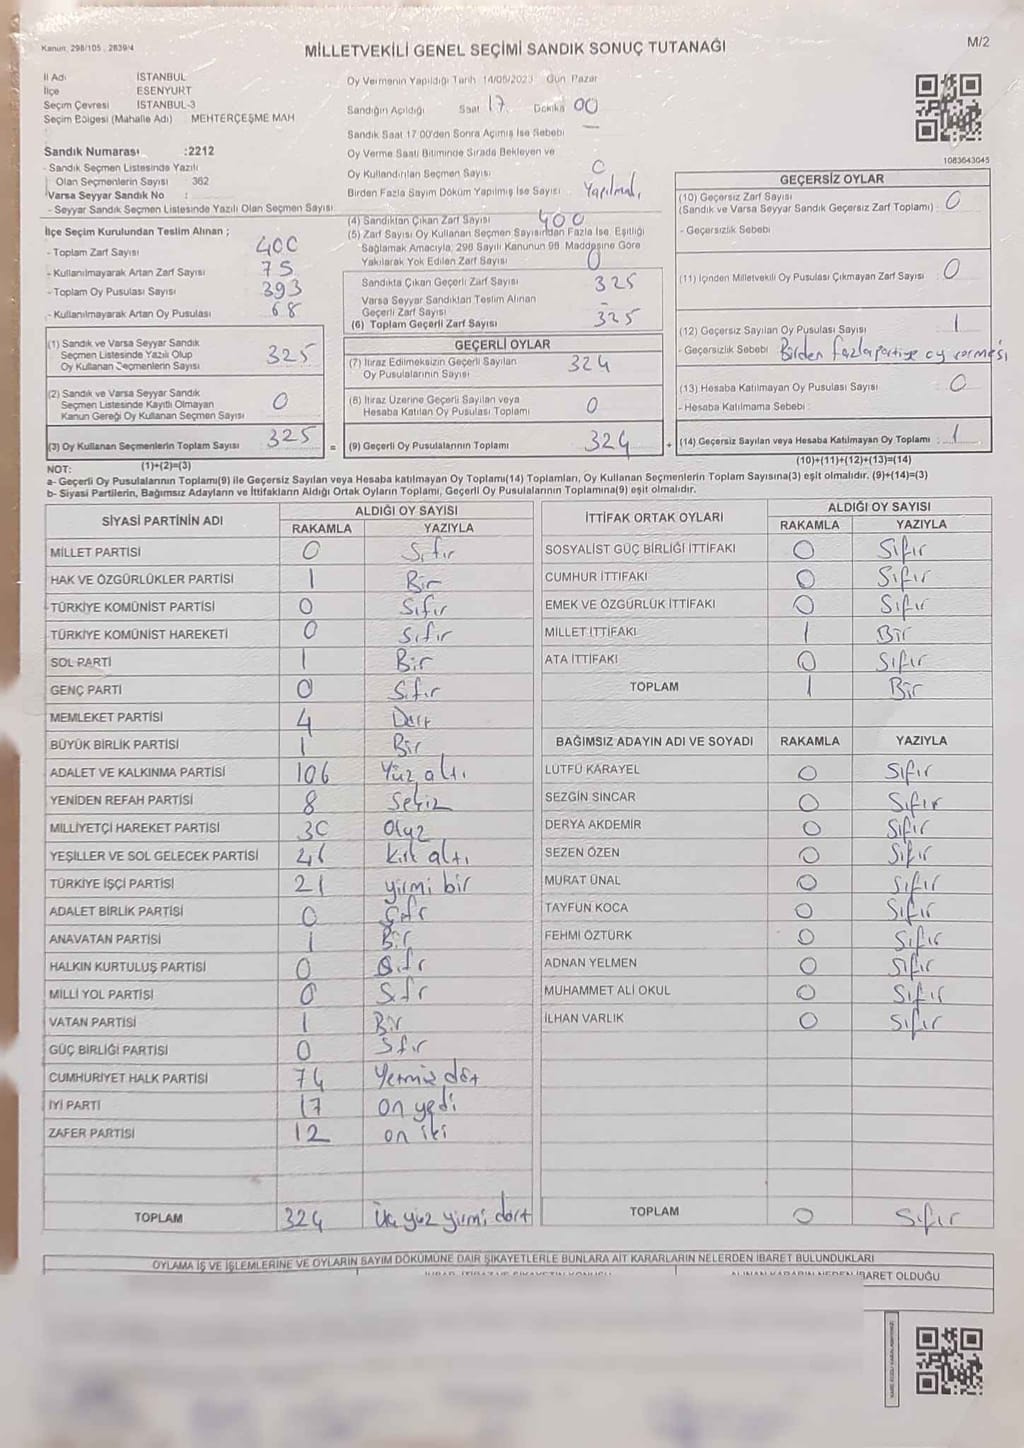 Kanun, 298/105 , 2839/4
MİLLETVEKİLİ GENEL SEÇİMİ SANDIK SONUÇ TUTANAĞI
M/2
İl Adı İSTANBUL
İlçe ESENYURT
Seçim Çevresi İSTANBUL-3
Seçim Bölgesi (Mahalle Adı) MEHTERÇEŞME MAH
Sandık Numarası :2212
- Sandık Seçmen Listesinde Yazılı
Olan Seçmenlerin Sayısı 362
Varsa Seyyar Sandık No :
- Seyyar Sandık Seçmen Listesinde Yazılı Olan Seçmen Sayısı
Oy Vermenin Yapıldığı Tarih 14/05/2023 Gün Pazar
Sandığın Açıldığı Saat 17 Dakika 00
Sandık Saat 17 00'den Sonra Açılmış İse Sebebi —
Oy Verme Saati Bitiminde Sırada Bekleyen ve
Oy Kullandırılan Seçmen Sayısı 0
Birden Fazla Sayım Döküm Yapılmış İse Sayısı Yapılmadı
1083643045
İlçe Seçim Kurulundan Teslim Alınan ;
- Toplam Zarf Sayısı 400
- Kullanılmayarak Artan Zarf Sayısı 75
- Toplam Oy Pusulası Sayısı 393
- Kullanılmayarak Artan Oy Pusulası 68
(1) Sandık ve Varsa Seyyar Sandık
Seçmen Listesinde Yazılı Olup
Oy Kullanan Seçmenlerin Sayısı 325
(2) Sandık ve Varsa Seyyar Sandık
Seçmen Listesinde Kayıtlı Olmayan
Kanun Gereği Oy Kullanan Seçmen Sayısı 0
(3) Oy Kullanan Seçmenlerin Toplam Sayısı 325 =
(1)+(2)=(3)
(4) Sandıktan Çıkan Zarf Sayısı 400
(5) Zarf Sayısı Oy Kullanan Seçmen Sayısından Fazla İse, Eşitliği
Sağlamak Amacıyla, 298 Sayılı Kanunun 98 Maddesine Göre
Yakılarak Yok Edilen Zarf Sayısı 0
Sandıkta Çıkan Geçerli Zarf Sayısı 325
Varsa Seyyar Sandıktan Teslim Alınan
Geçerli Zarf Sayısı –
(6) Toplam Geçerli Zarf Sayısı 325
GEÇERLİ OYLAR
(7) İtiraz Edilmeksizin Geçerli Sayılan
Oy Pusulalarının Sayısı 324
(8) İtiraz Üzerine Geçerli Sayılan veya
Hesaba Katılan Oy Pusulası Toplamı 0
(9) Geçerli Oy Pusulalarının Toplamı 324 +
GEÇERSİZ OYLAR
(10) Geçersiz Zarf Sayısı
(Sandık ve Varsa Seyyar Sandık Geçersiz Zarf Toplamı) 0
- Geçersizlik Sebebi
(11) İçinden Milletvekili Oy Pusulası Çıkmayan Zarf Sayısı : 0
(12) Geçersiz Sayılan Oy Pusulası Sayısı 1
- Geçersizlik Sebebi Birden fazla partiye oy vermesi
(13) Hesaba Katılmayan Oy Pusulası Sayısı 0
- Hesaba Katılmama Sebebi :
(14) Geçersiz Sayılan veya Hesaba Katılmayan Oy Toplamı : 1
(10)+(11)+(12)+(13)=(14)
NOT:
a- Geçerli Oy Pusulalarının Toplamı(9) ile Geçersiz Sayılan veya Hesaba katılmayan Oy Toplamı(14) Toplamları, Oy Kullanan Seçmenlerin Toplam Sayısına(3) eşit olmalıdır. (9)+(14)=(3)
b- Siyasi Partilerin, Bağımsız Adayların ve İttifakların Aldığı Ortak Oyların Toplamı, Geçerli Oy Pusulalarının Toplamına(9) eşit olmalıdır.
SİYASİ PARTİNİN ADI
ALDIĞI OY SAYISI
RAKAMLA YAZIYLA
MİLLET PARTİSİ 0 Sıfır
HAK VE ÖZGÜRLÜKLER PARTİSİ 1 Bir
TÜRKİYE KOMÜNİST PARTİSİ 0 Sıfır
TÜRKİYE KOMÜNİST HAREKETİ 0 Sıfır
SOL PARTİ 1 Bir
GENÇ PARTİ 0 Sıfır
MEMLEKET PARTİSİ 4 Dört
BÜYÜK BİRLİK PARTİSİ 1 Bir
ADALET VE KALKINMA PARTİSİ 106 Yüz altı
YENİDEN REFAH PARTİSİ 8 Sekiz
MİLLİYETÇİ HAREKET PARTİSİ 30 Otuz
YEŞİLLER VE SOL GELECEK PARTİSİ 46 Kırk altı
TÜRKİYE İŞÇİ PARTİSİ 21 yirmi bir
ADALET BİRLİK PARTİSİ 0 Sıfır
ANAVATAN PARTİSİ 1 Bir
HALKIN KURTULUŞ PARTİSİ 0 Sıfır
MİLLİ YOL PARTİSİ 0 Sıfır
VATAN PARTİSİ 1 Bir
GÜÇ BİRLİĞİ PARTİSİ 0 Sıfır
CUMHURİYET HALK PARTİSİ 74 Yetmiş dört
İYİ PARTİ 17 on yedi
ZAFER PARTİSİ 12 on iki
TOPLAM 324 Üç yüz yirmi dört
İTTİFAK ORTAK OYLARI
ALDIĞI OY SAYISI
RAKAMLA YAZIYLA
SOSYALİST GÜÇ BİRLİĞİ İTTİFAKI 0 Sıfır
CUMHUR İTTİFAKI 0 Sıfır
EMEK VE ÖZGÜRLÜK İTTİFAKI 0 Sıfır
MİLLET İTTİFAKI 1 Bir
ATA İTTİFAKI 0 Sıfır
TOPLAM 1 Bir
BAĞIMSIZ ADAYIN ADI VE SOYADI RAKAMLA YAZIYLA
LÜTFÜ KARAYEL 0 Sıfır
SEZGİN SİNCAR 0 Sıfır
DERYA AKDEMİR 0 Sıfır
SEZEN ÖZEN 0 Sıfır
MURAT ÜNAL 0 Sıfır
TAYFUN KOCA 0 Sıfır
FEHMİ ÖZTÜRK 0 Sıfır
ADNAN YELMEN 0 Sıfır
MUHAMMET ALİ OKUL 0 Sıfır
İLHAN VARLIK 0 Sıfır
TOPLAM 0 Sıfır
OYLAMA İŞ VE İŞLEMLERİNE VE OYLARIN SAYIM DÖKÜMÜNE DAİR ŞİKAYETLERLE BUNLARA AİT KARARLARIN NELERDEN İBARET BULUNDUKLARI
İBARET OLDUĞU